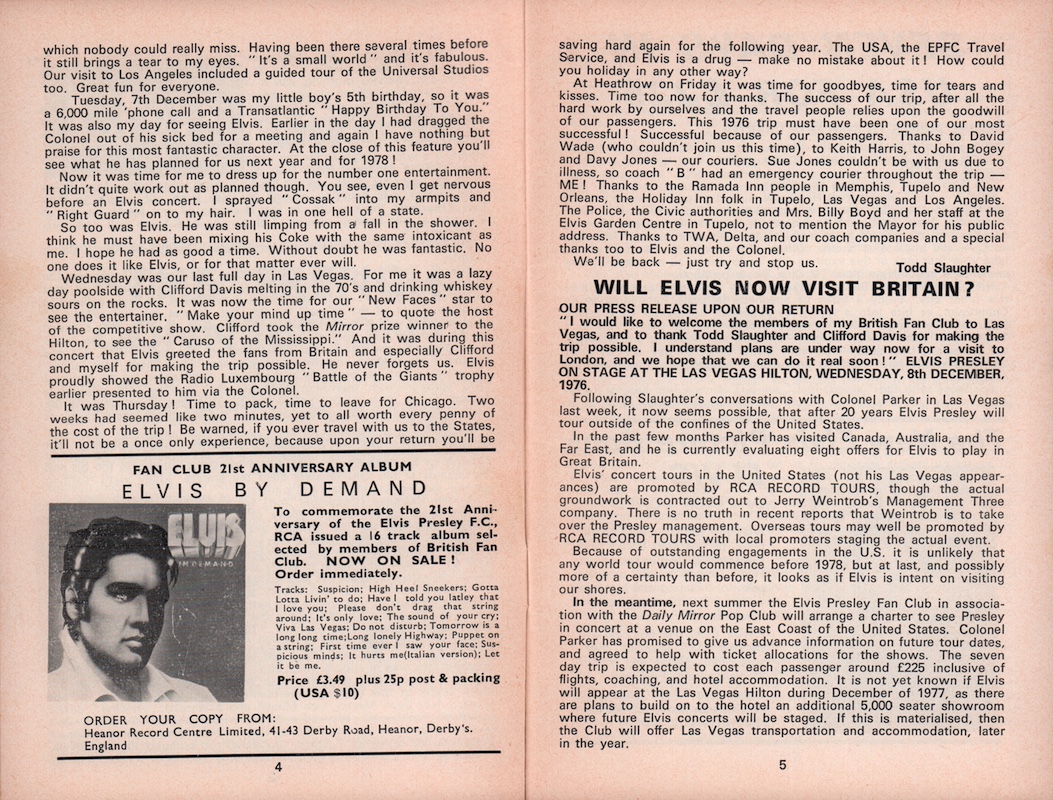 which nobody could really miss. Having been there several times before
it still brings a tear to my eyes. "It's a small world" and it's fabulous.
Our visit to Los Angeles included a guided tour of the Universal Studios
too. Great fun for everyone.
Tuesday, 7th December was my little boy's 5th birthday, so it was
a 6,000 mile 'phone call and a Transatlantic "Happy Birthday To You."
It was also my day for seeing Elvis. Earlier in the day I had dragged the
Colonel out of his sick bed for a meeting and again I have nothing but
praise for this most fantastic character. At the close of this feature you'll
see what he has planned for us next year and for 1978!
Now it was time for me to dress up for the number one entertainment.
It didn't quite work out as planned though. You see, even I get nervous
before an Elvis concert. I sprayed "Cossak" into my armpits and
"Right Guard" on to my hair. I was in one hell of a state.
So too was Elvis. He was still limping from a fall in the shower. I
think he must have been mixing his Coke with the same intoxicant as
me. I hope he had as good a time. Without doubt he was fantastic. No
one does it like Elvis, or for that matter ever will.
Wednesday was our last full day in Las Vegas. For me it was a lazy
day poolside with Clifford Davis melting in the 70's and drinking whiskey
sours on the rocks. It was now the time for our "New Faces" star to
see the entertainer. "Make your mind up time" — to quote the host
of the competitive show. Clifford took the Mirror prize winner to the
Hilton, to see the "Caruso of the Mississippi." And it was during this
concert that Elvis greeted the fans from Britain and especially Clifford
and myself for making the trip possible. He never forgets us. Elvis
proudly showed the Radio Luxembourg "Battle of the Giants" trophy
earlier presented to him via the Colonel.
It was Thursday! Time to pack, time to leave for Chicago. Two
weeks had seemed like two minutes, yet to all worth every penny of
the cost of the trip! Be warned, if you ever travel with us to the States,
it'll not be a once only experience, because upon your return you'll be
FAN CLUB 21st ANNIVERSARY ALBUM
ELVIS BY DEMAND
ELVIS
IN DEMAND
To commemorate the 21st Anni-
versary of the Elvis Presley F.C.,
RCA issued a 16 track album sel-
ected by members of British Fan
Club. NOW ON SALE!
Order immediately.
Tracks: Suspicion; High Heel Sneekers; Gotta
Lotta Livin' to do; Have I told you latley that
I love you; Please don't drag that string
around; It's only love; The sound of your cry;
Viva Las Vegas; Do not disturb; Tomorrow is a
long long time;Long lonely Highway; Puppet on
a string; First time ever I saw your face; Sus-
picious minds; It hurts me(Italian version); Let
it be me.
Price £3.49 plus 25p post & packing
(USA $10)
ORDER YOUR COPY FROM:
Heanor Record Centre Limited, 41-43 Derby Road, Heanor, Derby's.
England
4
saving hard again for the following year. The USA, the EPFC Travel
Service, and Elvis is a drug — make no mistake about it! How could
you holiday in any other way?
At Heathrow on Friday it was time for goodbyes, time for tears and
kisses. Time too now for thanks. The success of our trip, after all the
hard work by ourselves and the travel people relies upon the goodwill
of our passengers. This 1976 trip must have been one of our most
successful! Successful because of our passengers. Thanks to David
Wade (who couldn't join us this time), to Keith Harris, to John Bogey
and Davy Jones — our couriers. Sue Jones couldn't be with us due to
illness, so coach "B" had an emergency courier throughout the trip —
ME! Thanks to the Ramada Inn people in Memphis, Tupelo and New
Orleans, the Holiday Inn folk in Tupelo, Las Vegas and Los Angeles.
The Police, the Civic authorities and Mrs. Billy Boyd and her staff at the
Elvis Garden Centre in Tupelo, not to mention the Mayor for his public
address. Thanks to TWA, Delta, and our coach companies and a special
thanks too to Elvis and the Colonel.
We'll be back — just try and stop us.
Todd Slaughter
WILL ELVIS NOW VISIT BRITAIN?
OUR PRESS RELEASE UPON OUR RETURN
"I would like to welcome the members of my British Fan Club to Las
Vegas, and to thank Todd Slaughter and Clifford Davis for making the
trip possible. I understand plans are under way now for a visit to
London, and we hope that we can do it real soon!" ELVIS PRESLEY
ON STAGE AT THE LAS VEGAS HILTON, WEDNESDAY, 8th DECEMBER,
1976.
Following Slaughter's conversations with Colonel Parker in Las Vegas
last week, it now seems possible, that after 20 years Elvis Presley will
tour outside of the confines of the United States.
In the past few months Parker has visited Canada, Australia, and the
Far East, and he is currently evaluating eight offers for Elvis to play in
Great Britain.
Elvis' concert tours in the United States (not his Las Vegas appear-
ances) are promoted by RCA RECORD TOURS, though the actual
groundwork is contracted out to Jerry Weintrob's Management Three
company. There is no truth in recent reports that Weintrob is to take
over the Presley management. Overseas tours may well be promoted by
RCA RECORD TOURS with local promoters staging the actual event.
Because of outstanding engagements in the U.S. it is unlikely that
any world tour would commence before 1978, but at last, and possibly
more of a certainty than before, it looks as if Elvis is intent on visiting
our shores.
In the meantime, next summer the Elvis Presley Fan Club in associa-
tion with the Daily Mirror Pop Club will arrange a charter to see Presley
in concert at a venue on the East Coast of the United States. Colonel
Parker has promised to give us advance information on future tour dates,
and agreed to help with ticket allocations for the shows. The seven
day trip is expected to cost each passenger around £225 inclusive of
flights, coaching, and hotel accommodation. It is not yet known if Elvis
will appear at the Las Vegas Hilton during December of 1977, as there
are plans to build on to the hotel an additional 5,000 seater showroom
where future Elvis concerts will be staged. If this is materialised, then
the Club will offer Las Vegas transportation and accommodation, later
in the year.
5